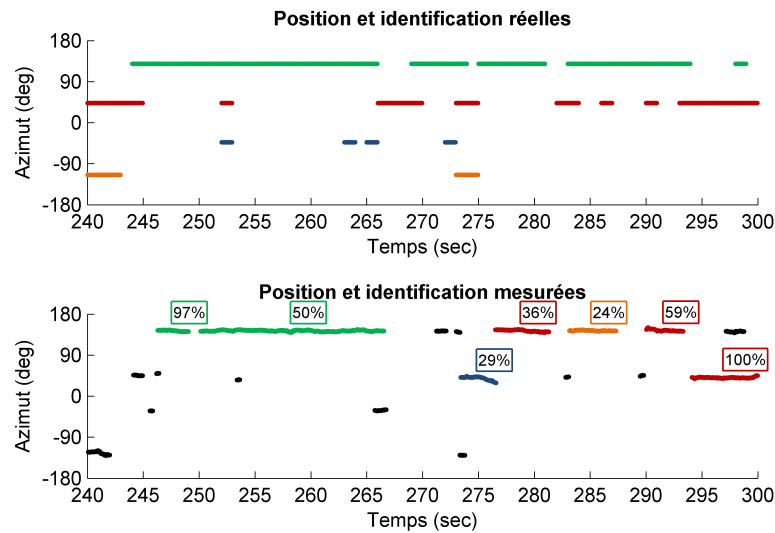 Position et identification réelles
180
90
0
-90
-180
Azimut (deg)
240 245 250 255 260 265 270 275 280 285 290 295 300
Temps (sec)
Position et identification mesurées
97% 50% 36% 24% 59%
29% 100%
180
90
0
-90
-180
Azimut (deg)
240 245 250 255 260 265 270 275 280 285 290 295 300
Temps (sec)